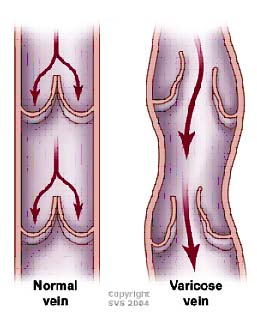 Normal
vein
Varicose
vein
Copyright
SVS 2004